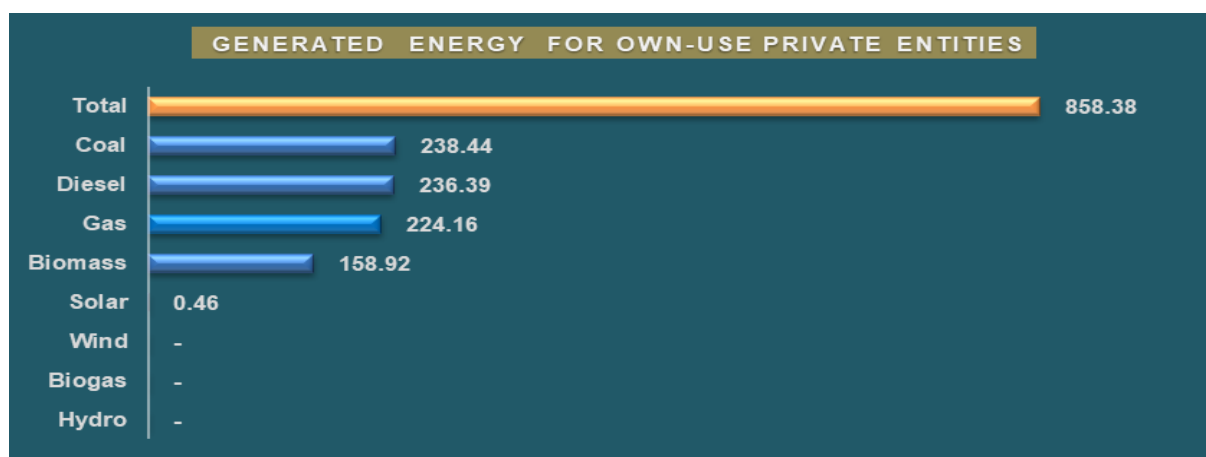 GENERATED ENERGY FOR OWN-USE PRIVATE ENTITIES
Total 858.38
Coal 238.44
Diesel 236.39
Gas 224.16
Biomass 158.92
Solar 0.46
Wind -
Biogas -
Hydro -